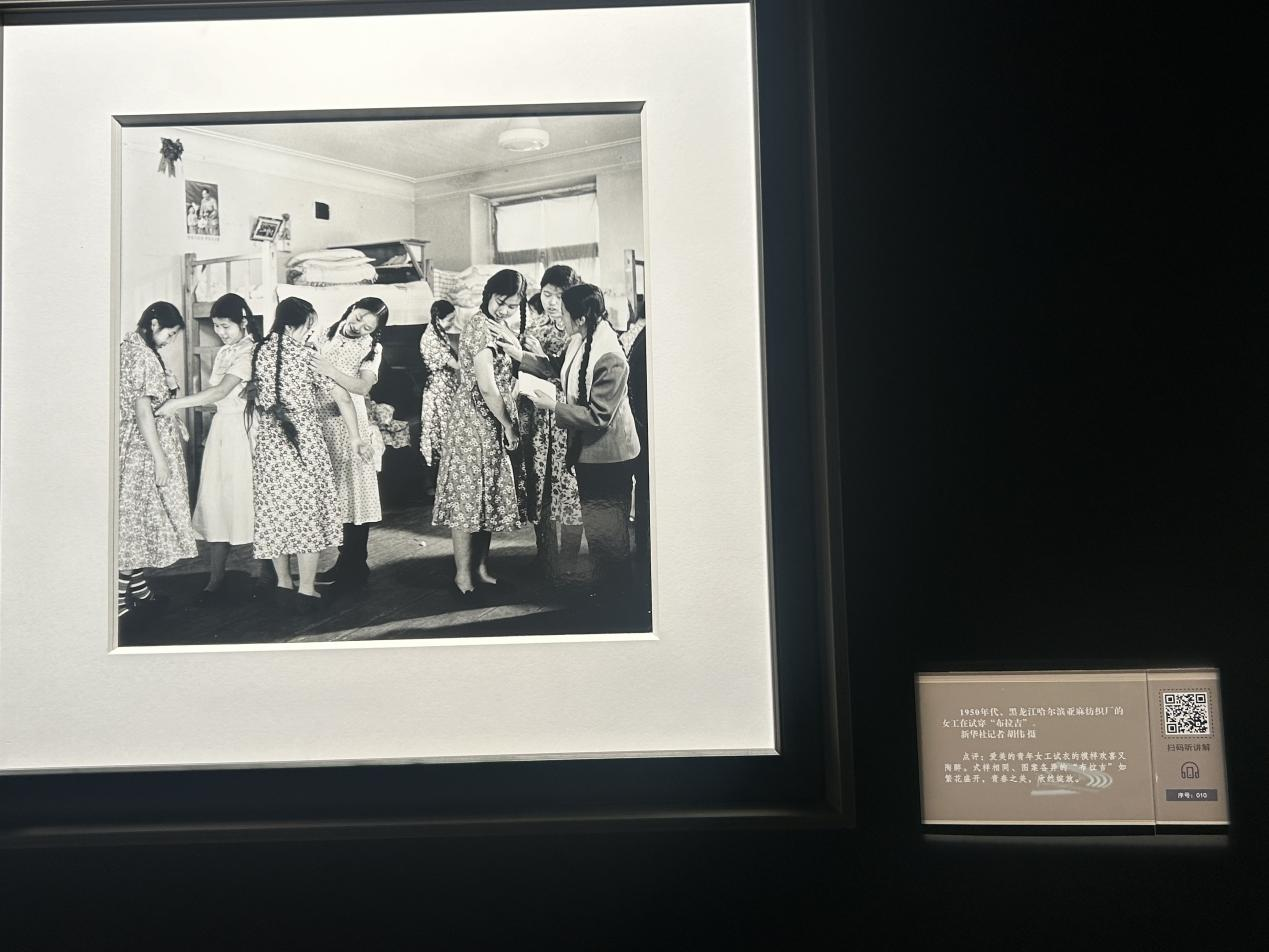 1950年代，黑龙江哈尔滨亚麻纺织厂的
女工在试穿“布拉吉”。
新华社记者 胡伟 摄
点评：爱美的青年女工试衣的模样欢喜又
陶醉。式样相同、图案各异的“布拉吉”如
繁花盛开，青春之美，欣然绽放。
扫码听讲解
序号：010